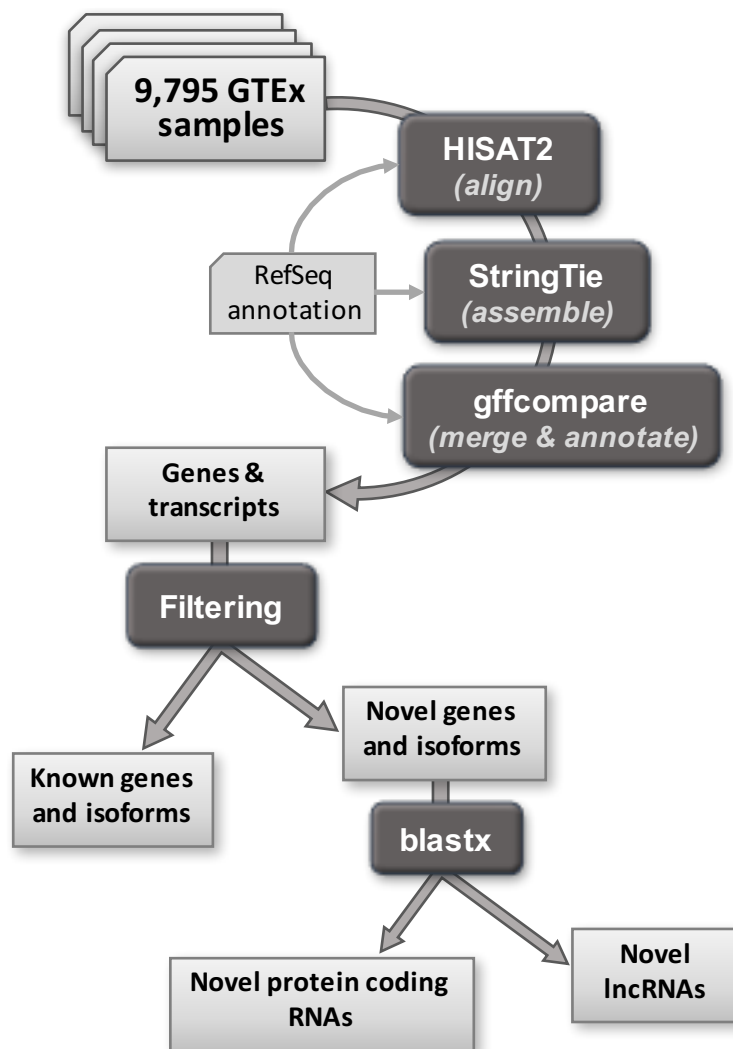 9,795 GTEx
samples
HISAT2
(align)
RefSeq
annotation
StringTie
(assemble)
gffcompare
(merge & annotate)
Genes &
transcripts
Filtering
Known genes
and isoforms
Novel genes
and isoforms
blastx
Novel protein coding
RNAs
Novel
lncRNAs